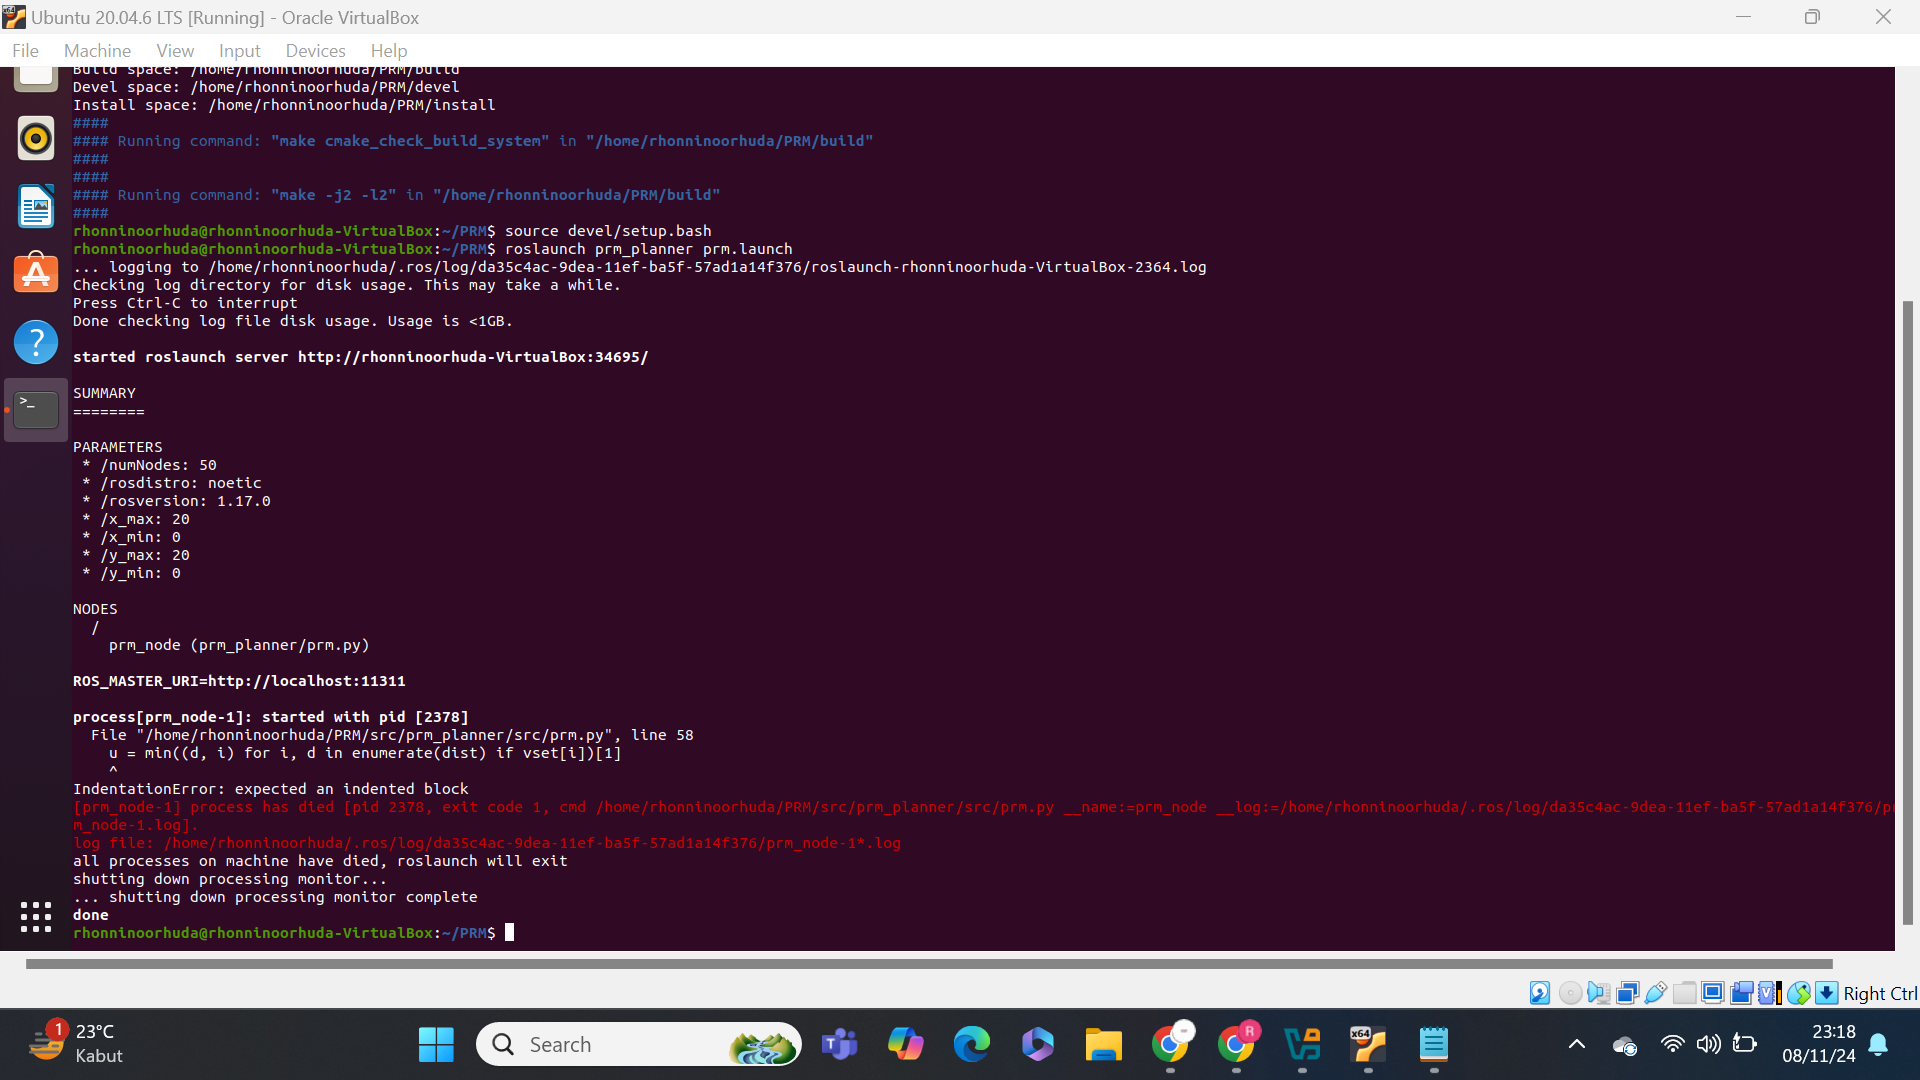 Ubuntu 20.04.6 LTS [Running] - Oracle VirtualBox
File Machine View Input Devices Help
Build space: /home/rhonninoorhuda/PRM/build
Devel space: /home/rhonninoorhuda/PRM/devel
Install space: /home/rhonninoorhuda/PRM/install
####
#### Running command: "make cmake_check_build_system" in "/home/rhonninoorhuda/PRM/build"
####
####
#### Running command: "make -j2 -l2" in "/home/rhonninoorhuda/PRM/build"
####
rhonninoorhuda@rhonninoorhuda-VirtualBox:~/PRM$ source devel/setup.bash
rhonninoorhuda@rhonninoorhuda-VirtualBox:~/PRM$ roslaunch prm_planner prm.launch
... logging to /home/rhonninoorhuda/.ros/log/da35c4ac-9dea-11ef-ba5f-57ad1a14f376/roslaunch-rhonninoorhuda-VirtualBox-2364.log
Checking log directory for disk usage. This may take a while.
Press Ctrl-C to interrupt
Done checking log file disk usage. Usage is <1GB.
started roslaunch server http://rhonninoorhuda-VirtualBox:34695/
SUMMARY
========
PARAMETERS
* /numNodes: 50
* /rosdistro: noetic
* /rosversion: 1.17.0
* /x_max: 20
* /x_min: 0
* /y_max: 20
* /y_min: 0
NODES
/
prm_node (prm_planner/prm.py)
ROS_MASTER_URI=http://localhost:11311
process[prm_node-1]: started with pid [2378]
File "/home/rhonninoorhuda/PRM/src/prm_planner/src/prm.py", line 58
u = min((d, i) for i, d in enumerate(dist) if vset[i])[1]
^
IndentationError: expected an indented block
[prm_node-1] process has died [pid 2378, exit code 1, cmd /home/rhonninoorhuda/PRM/src/prm_planner/src/prm.py __name:=prm_node __log:=/home/rhonninoorhuda/.ros/log/da35c4ac-9dea-11ef-ba5f-57ad1a14f376/pr
m_node-1.log].
log file: /home/rhonninoorhuda/.ros/log/da35c4ac-9dea-11ef-ba5f-57ad1a14f376/prm_node-1*.log
all processes on machine have died, roslaunch will exit
shutting down processing monitor...
... shutting down processing monitor complete
done
rhonninoorhuda@rhonninoorhuda-VirtualBox:~/PRM$
Right Ctrl
1
23°C
Kabut
Search
R
x64
23:18
08/11/24